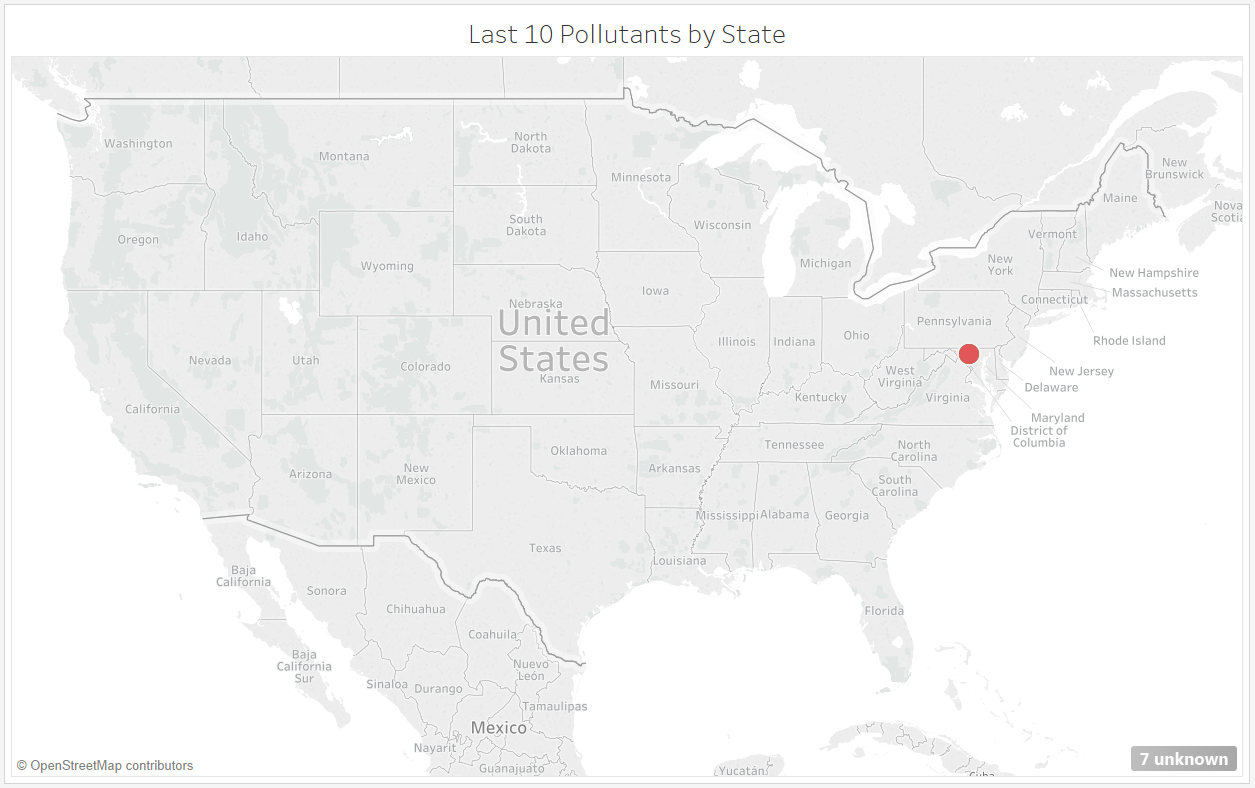 Last 10 Pollutants by State
Washington
Montana
North
Dakota
Minnesota
New
Brunswick
Maine
Nova
Scotia
Oregon
Idaho
South
Dakota
Wisconsin
Vermont
Wyoming
Michigan
New
York
New Hampshire
Massachusetts
Iowa
Nebraska
Connecticut
United
States
Pennsylvania
Nevada
Utah
Colorado
Kansas
Illinois
Indiana
Ohio
Rhode Island
West
Virginia
New Jersey
Delaware
California
Missouri
Kentucky
Virginia
Maryland
District of
Columbia
Arizona
New
Mexico
Oklahoma
Arkansas
Tennessee
North
Carolina
South
Carolina
Mississippi
Alabama
Georgia
Texas
Louisiana
Baja
California
Sonora
Chihuahua
Florida
Coahuila
Baja
California
Sur
Nuevo
León
Sinaloa
Durango
Tamaulipas
Mexico
Nayarit
Guanajuato
Yucatán
Cuba
© OpenStreetMap contributors
7 unknown